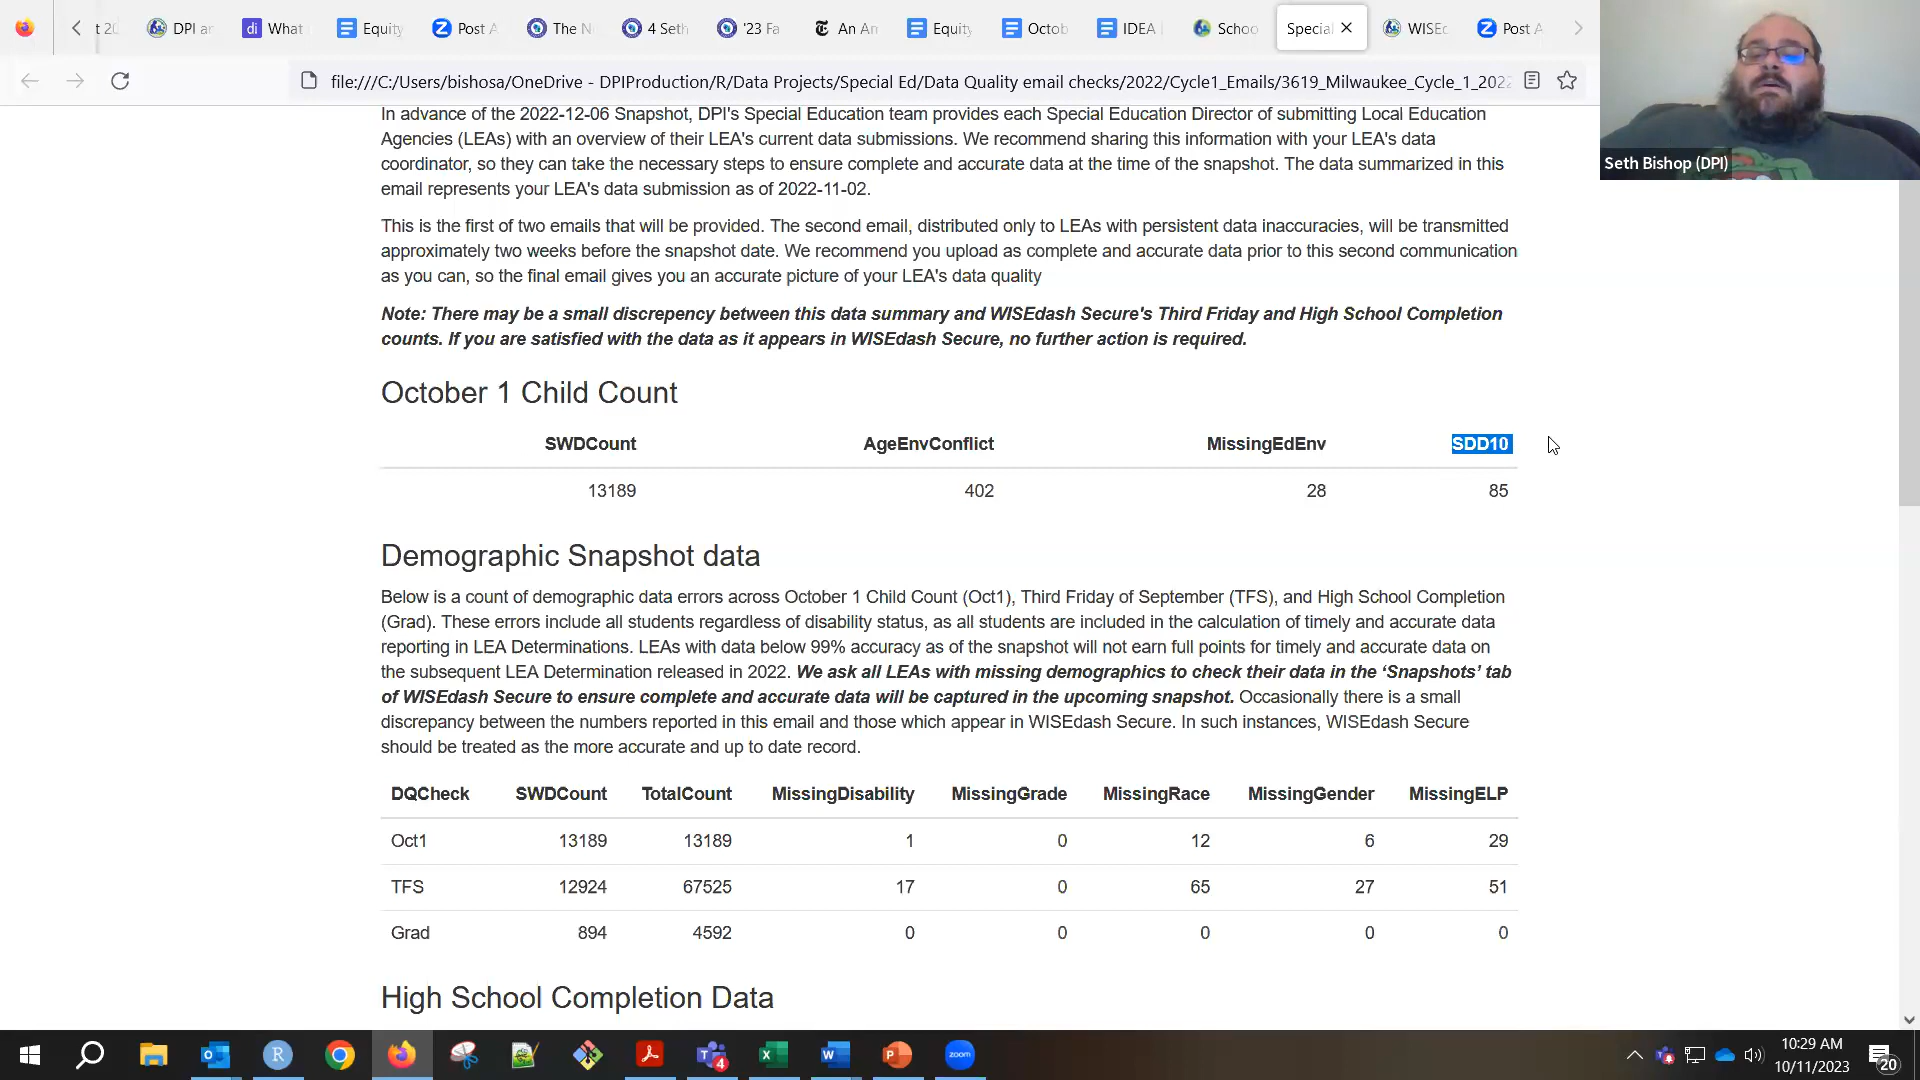 t 20
DPI ar
di What
Equity
Post A
The N
4 Seth
'23 Fa
An Am
Equity
Octob
IDEA
Schoo
Special
WISEc
Post A
file:///C:/Users/bishosa/OneDrive - DPIProduction/R/Data Projects/Special Ed/Data Quality email checks/2022/Cycle1_Emails/3619_Milwaukee_Cycle_1_2022
Seth Bishop (DPI)
In advance of the 2022-12-06 Snapshot, DPI's Special Education team provides each Special Education Director of submitting Local Education
Agencies (LEAs) with an overview of their LEA's current data submissions. We recommend sharing this information with your LEA's data
coordinator, so they can take the necessary steps to ensure complete and accurate data at the time of the snapshot. The data summarized in this
email represents your LEA's data submission as of 2022-11-02.
This is the first of two emails that will be provided. The second email, distributed only to LEAs with persistent data inaccuracies, will be transmitted
approximately two weeks before the snapshot date. We recommend you upload as complete and accurate data prior to this second communication
as you can, so the final email gives you an accurate picture of your LEA's data quality
Note: There may be a small discrepency between this data summary and WISEdash Secure's Third Friday and High School Completion
counts. If you are satisfied with the data as it appears in WISEdash Secure, no further action is required.
October 1 Child Count
SWDCount AgeEnvConflict MissingEdEnv SDD10
13189 402 28 85
Demographic Snapshot data
Below is a count of demographic data errors across October 1 Child Count (Oct1), Third Friday of September (TFS), and High School Completion
(Grad). These errors include all students regardless of disability status, as all students are included in the calculation of timely and accurate data
reporting in LEA Determinations. LEAs with data below 99% accuracy as of the snapshot will not earn full points for timely and accurate data on
the subsequent LEA Determination released in 2022. We ask all LEAs with missing demographics to check their data in the ‘Snapshots’ tab
of WISEdash Secure to ensure complete and accurate data will be captured in the upcoming snapshot. Occasionally there is a small
discrepancy between the numbers reported in this email and those which appear in WISEdash Secure. In such instances, WISEdash Secure
should be treated as the more accurate and up to date record.
DQCheck SWDCount TotalCount MissingDisability MissingGrade MissingRace MissingGender MissingELP
Oct1 13189 13189 1 0 12 6 29
TFS 12924 67525 17 0 65 27 51
Grad 894 4592 0 0 0 0 0
High School Completion Data
zoom
4
10:29 AM
10/11/2023
20